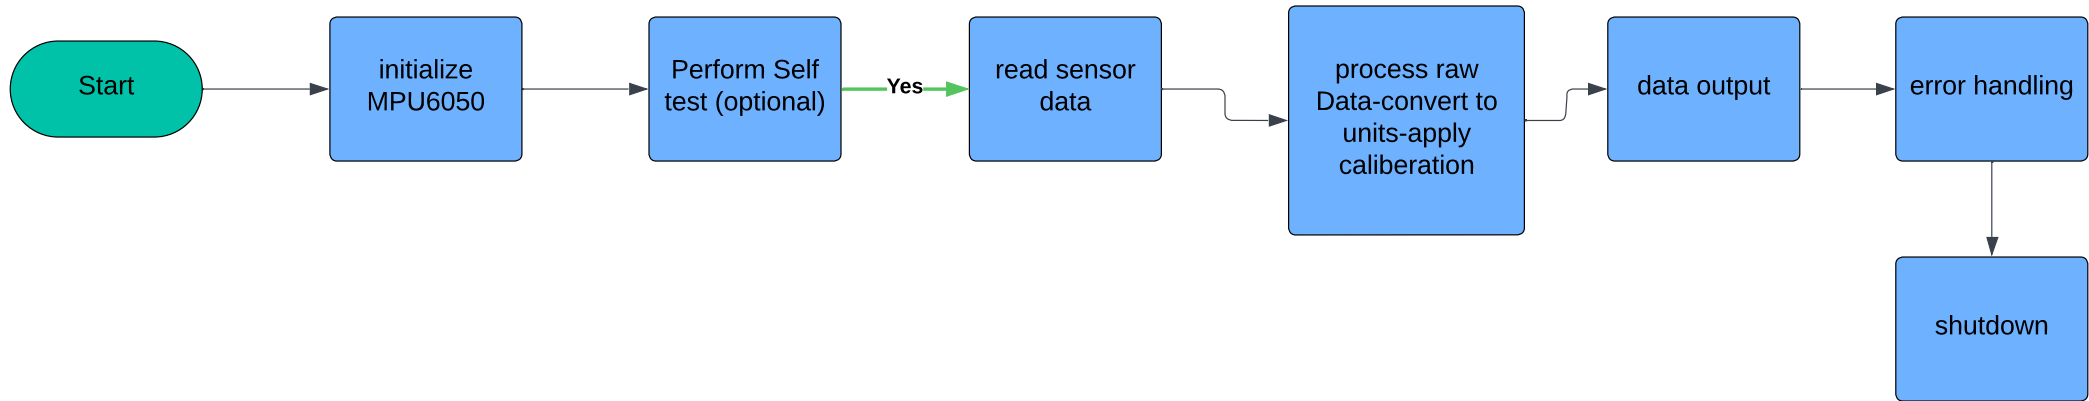 Start
initialize
MPU6050
Perform Self
test (optional)
Yes
read sensor
data
process raw
Data-convert to
units-apply
caliberation
data output
error handling
shutdown